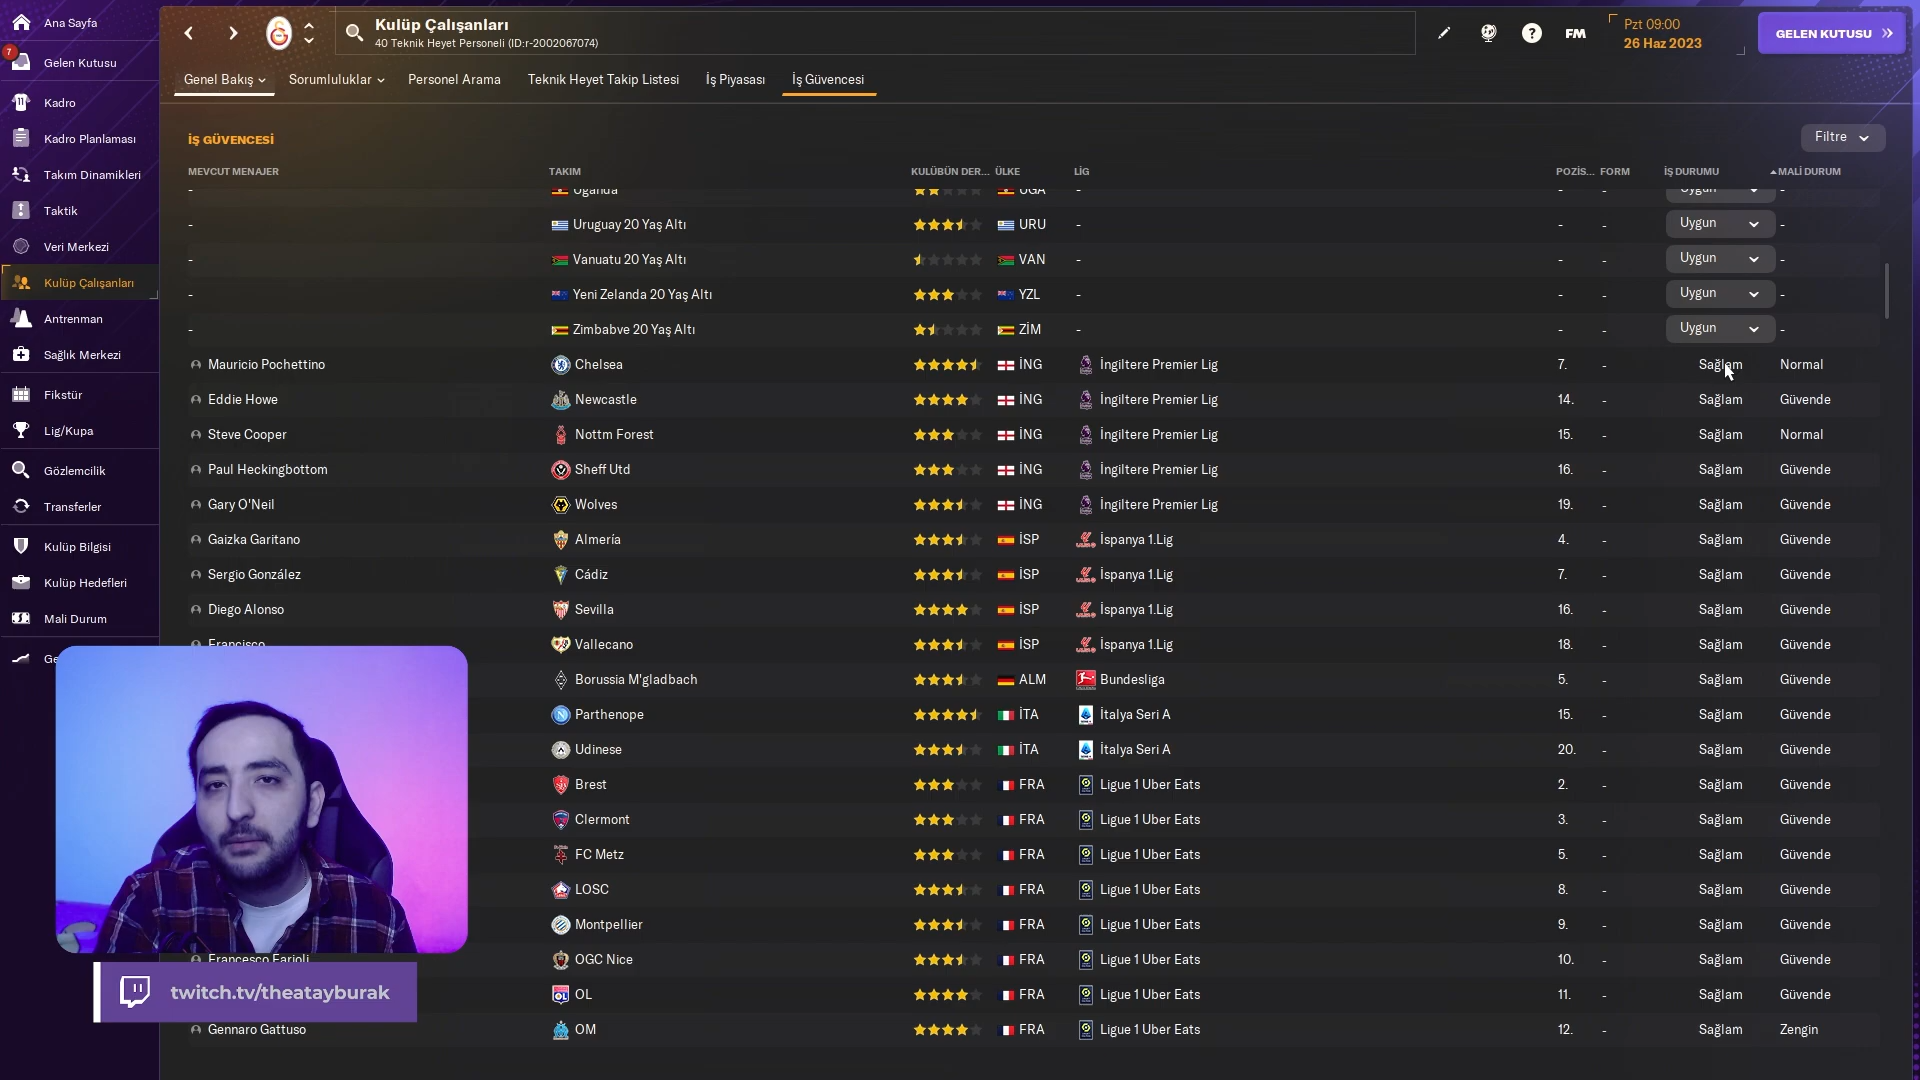 Ana Sayfa
7
Gelen Kutusu
Kadro
Kadro Planlaması
Takım Dinamikleri
Taktik
Veri Merkezi
Kulüp Çalışanları
Antrenman
Sağlık Merkezi
Fikstür
Lig/Kupa
Gözlemcilik
Transferler
Kulüp Bilgisi
Kulüp Hedefleri
Mali Durum
Kulüp Çalışanları
40 Teknik Heyet Personeli (ID:r-2002067074)
FM
Pzt 09:00
26 Haz 2023
GELEN KUTUSU
Genel Bakış Sorumluluklar Personel Arama Teknik Heyet Takip Listesi İş Piyasası İş Güvencesi
İŞ GÜVENCESİ
Filtre
MEVCUT MENAJER TAKIM KULÜBÜN DER... ÜLKE LİG POZİS... FORM İŞ DURUMU MALİ DURUM
- Uganda UGA - - - Uygun -
- Uruguay 20 Yaş Altı URU - - - Uygun -
- Vanuatu 20 Yaş Altı VAN - - - Uygun -
- Yeni Zelanda 20 Yaş Altı YZL - - - Uygun -
- Zimbabve 20 Yaş Altı ZİM - - - Uygun -
Mauricio Pochettino Chelsea İNG İngiltere Premier Lig 7. - Sağlam Normal
Eddie Howe Newcastle İNG İngiltere Premier Lig 14. - Sağlam Güvende
Steve Cooper Nottm Forest İNG İngiltere Premier Lig 15. - Sağlam Normal
Paul Heckingbottom Sheff Utd İNG İngiltere Premier Lig 16. - Sağlam Güvende
Gary O'Neil Wolves İNG İngiltere Premier Lig 19. - Sağlam Güvende
Gaizka Garitano Almería İSP İspanya 1.Lig 4. - Sağlam Güvende
Sergio González Cádiz İSP İspanya 1.Lig 7. - Sağlam Güvende
Diego Alonso Sevilla İSP İspanya 1.Lig 16. - Sağlam Güvende
Francisco Vallecano İSP İspanya 1.Lig 18. - Sağlam Güvende
Borussia M'gladbach ALM Bundesliga 5. - Sağlam Güvende
Parthenope İTA İtalya Seri A 15. - Sağlam Güvende
Udinese İTA İtalya Seri A 20. - Sağlam Güvende
Brest FRA Ligue 1 Uber Eats 2. - Sağlam Güvende
Clermont FRA Ligue 1 Uber Eats 3. - Sağlam Güvende
FC Metz FRA Ligue 1 Uber Eats 5. - Sağlam Güvende
LOSC FRA Ligue 1 Uber Eats 8. - Sağlam Güvende
Montpellier FRA Ligue 1 Uber Eats 9. - Sağlam Güvende
Francesco Farioli OGC Nice FRA Ligue 1 Uber Eats 10. - Sağlam Güvende
OL FRA Ligue 1 Uber Eats 11. - Sağlam Güvende
Gennaro Gattuso OM FRA Ligue 1 Uber Eats 12. - Sağlam Zengin
twitch.tv/theatayburak